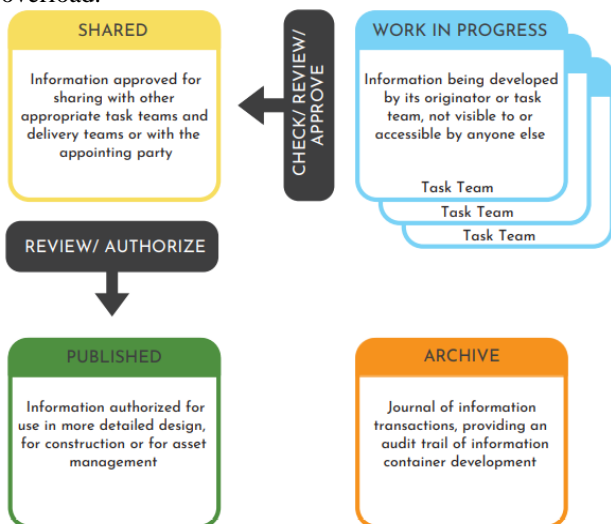 overload.
SHARED
Information approved for
sharing with other
appropriate task teams and
delivery teams or with the
appointing party
CHECK/ REVIEW/
APPROVE
WORK IN PROGRESS
Information being developed
by its originator or task
team, not visible to or
accessible by anyone else
Task Team
Task Team
Task Team
REVIEW/ AUTHORIZE
PUBLISHED
Information authorized for
use in more detailed design,
for construction or for asset
management
ARCHIVE
Journal of information
transactions, providing an
audit trail of information
container development